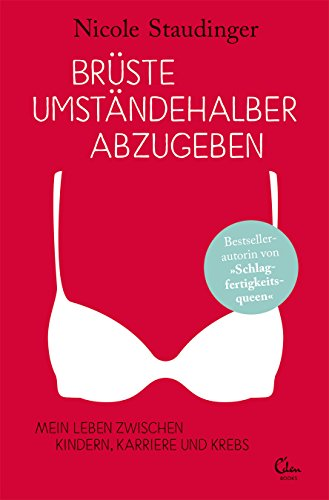 Nicole Staudinger
BRÜSTE
UMSTÄNDEHALBER
ABZUGEBEN
Bestseller-
autorin von
»Schlag-
fertigkeits-
queen«
MEIN LEBEN ZWISCHEN
KINDERN, KARRIERE UND KREBS
Eden
BOOKS